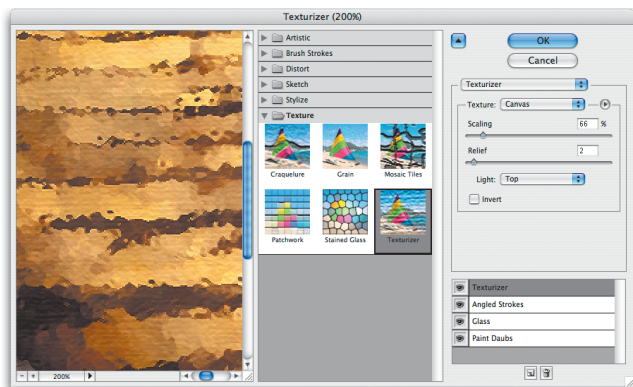 Texturizer (200%)
Artistic
Brush Strokes
Distort
Sketch
Stylize
Texture
Craquelure
Grain
Mosaic Tiles
Patchwork
Stained Glass
Texturizer
200%
OK
Cancel
Texturizer
Texture: Canvas
Scaling 66 %
Relief 2
Light: Top
Invert
Texturizer
Angled Strokes
Glass
Paint Daubs